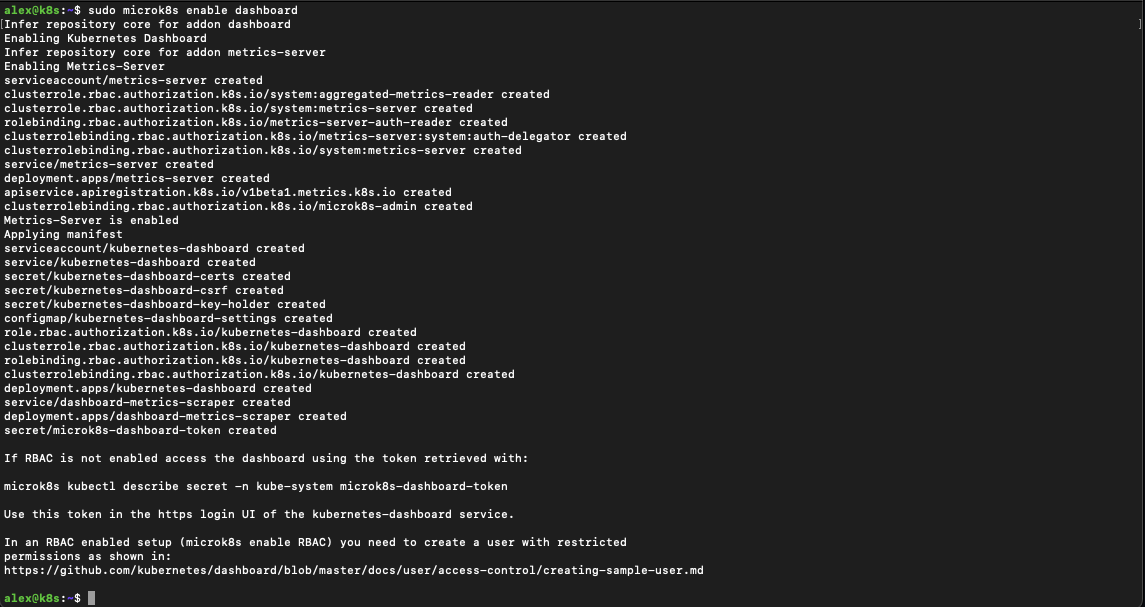 alex@k8s:~$ sudo microk8s enable dashboard
[Infer repository core for addon dashboard ]
Enabling Kubernetes Dashboard
Infer repository core for addon metrics-server
Enabling Metrics-Server
serviceaccount/metrics-server created
clusterrole.rbac.authorization.k8s.io/system:aggregated-metrics-reader created
clusterrole.rbac.authorization.k8s.io/system:metrics-server created
rolebinding.rbac.authorization.k8s.io/metrics-server-auth-reader created
clusterrolebinding.rbac.authorization.k8s.io/metrics-server:system:auth-delegator created
clusterrolebinding.rbac.authorization.k8s.io/system:metrics-server created
service/metrics-server created
deployment.apps/metrics-server created
apiservice.apiregistration.k8s.io/v1beta1.metrics.k8s.io created
clusterrolebinding.rbac.authorization.k8s.io/microk8s-admin created
Metrics-Server is enabled
Applying manifest
serviceaccount/kubernetes-dashboard created
service/kubernetes-dashboard created
secret/kubernetes-dashboard-certs created
secret/kubernetes-dashboard-csrf created
secret/kubernetes-dashboard-key-holder created
configmap/kubernetes-dashboard-settings created
role.rbac.authorization.k8s.io/kubernetes-dashboard created
clusterrole.rbac.authorization.k8s.io/kubernetes-dashboard created
rolebinding.rbac.authorization.k8s.io/kubernetes-dashboard created
clusterrolebinding.rbac.authorization.k8s.io/kubernetes-dashboard created
deployment.apps/kubernetes-dashboard created
service/dashboard-metrics-scraper created
deployment.apps/dashboard-metrics-scraper created
secret/microk8s-dashboard-token created
If RBAC is not enabled access the dashboard using the token retrieved with:
microk8s kubectl describe secret -n kube-system microk8s-dashboard-token
Use this token in the https login UI of the kubernetes-dashboard service.
In an RBAC enabled setup (microk8s enable RBAC) you need to create a user with restricted
permissions as shown in:
https://github.com/kubernetes/dashboard/blob/master/docs/user/access-control/creating-sample-user.md
alex@k8s:~$